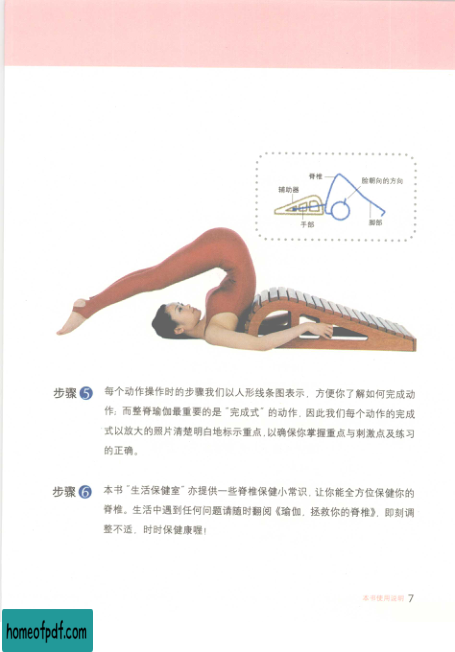 脊椎
脸朝向的方向
辅助器
手部
脚部
步骤 5 每个动作操作时的步骤我们以人形线条图表示，方便你了解如何完成动
作；而整脊瑜伽最重要的是“完成式”的动作，因此我们每个动作的完成
式以放大的照片清楚明白地标示重点，以确保你掌握重点与刺激点及练习
的正确。
步骤 6 本书“生活保健室”亦提供一些脊椎保健小常识，让你能全方位保健你的
脊椎。生活中遇到任何问题请随时翻阅《瑜伽，拯救你的脊椎》，即刻调
整不适，时时保健康喔！
本书使用说明 7
homeofpdf.com